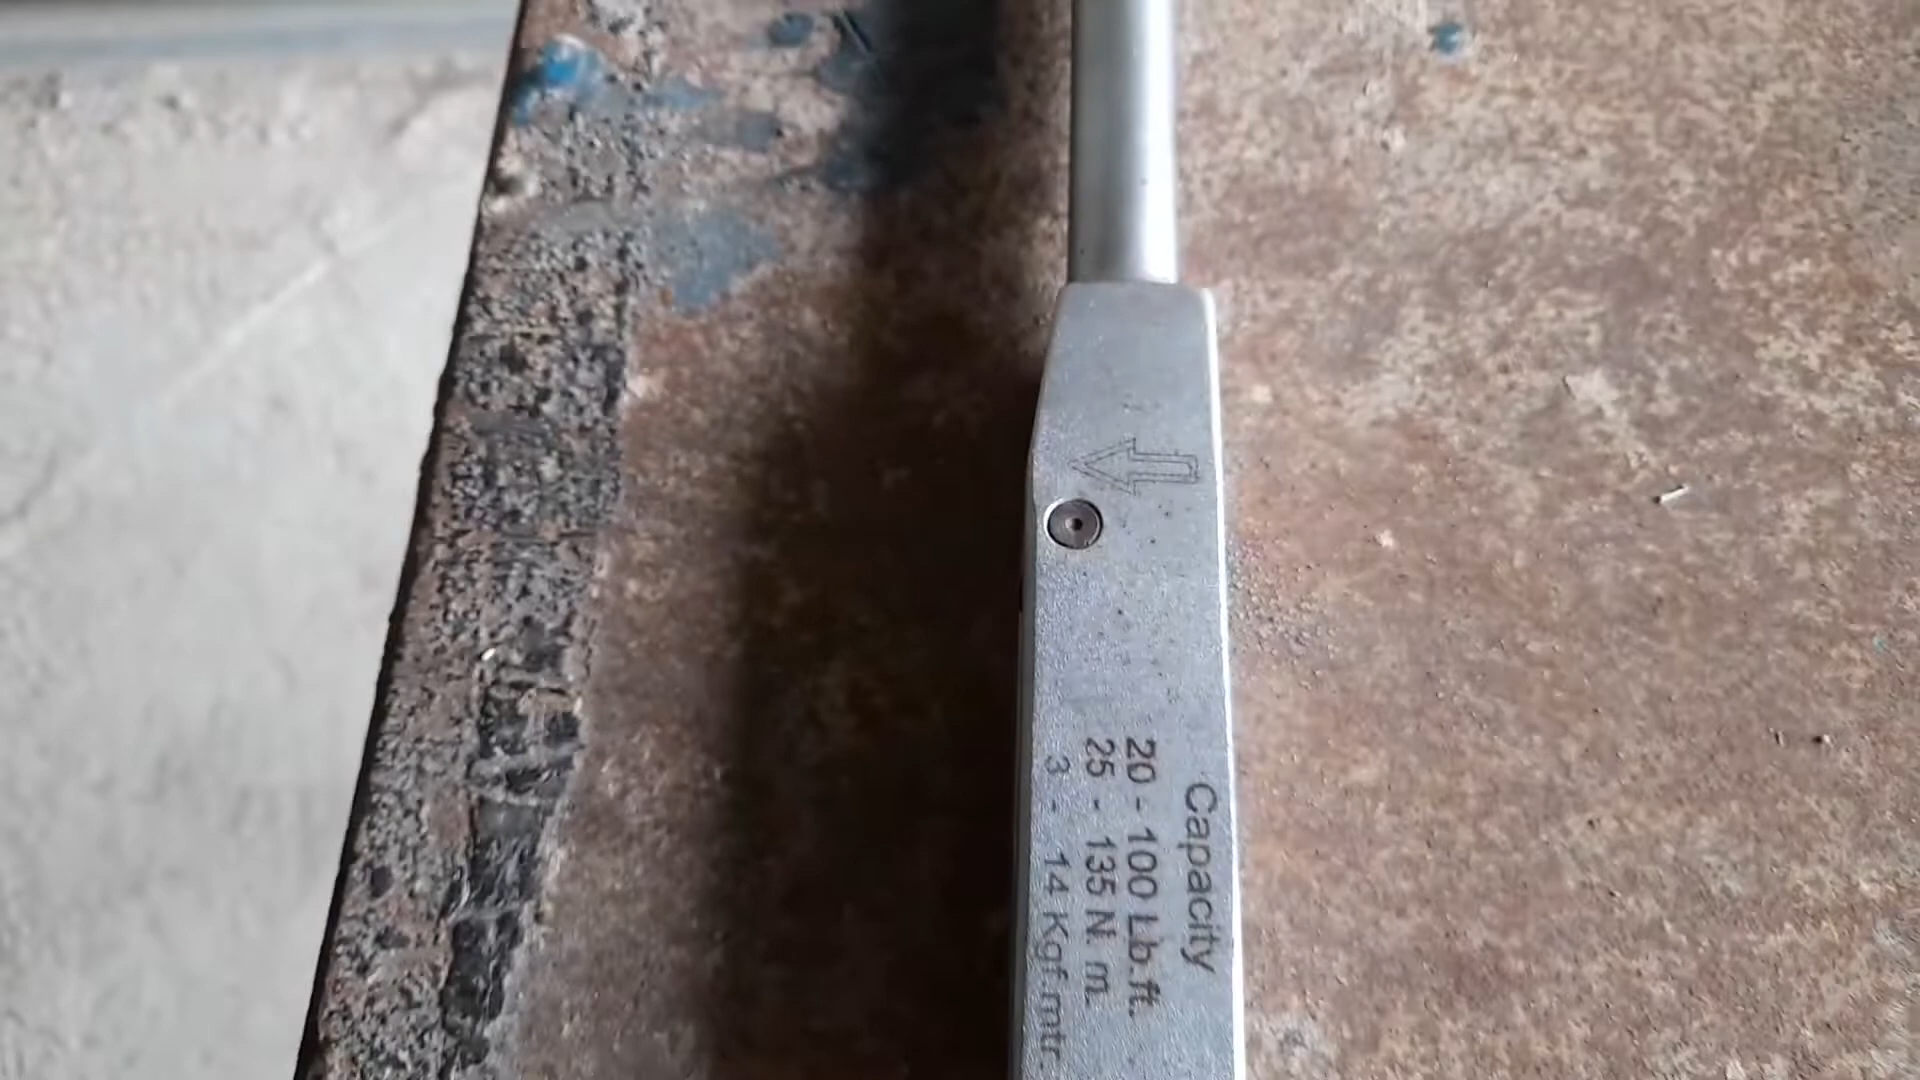 Capacity
20 - 100 Lb.ft.
25 - 135 N. m.
3 - 14 Kgf.mtr.